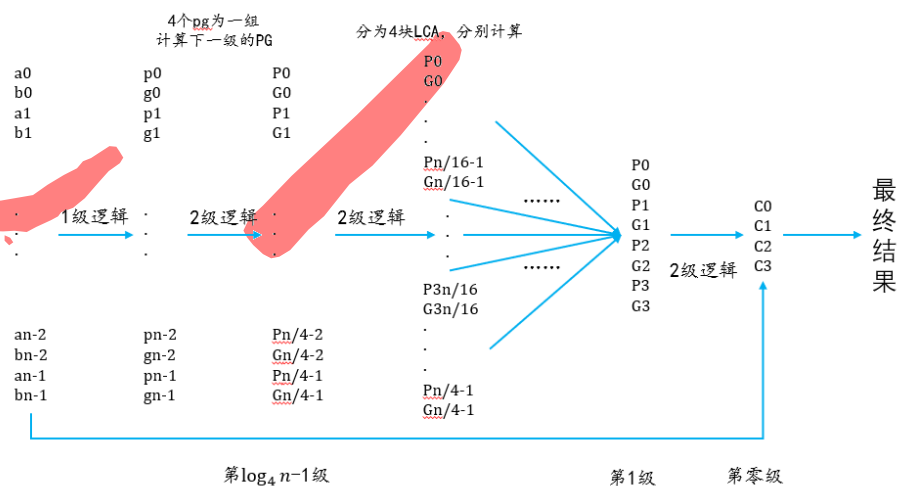 4个pg为一组
计算下一级的PG
分为4块LCA，分别计算
a0
b0
a1
b1
.
.
.
an-2
bn-2
an-1
bn-1
1级逻辑
p0
g0
p1
g1
.
.
.
pn-2
gn-2
pn-1
gn-1
2级逻辑
P0
G0
P1
G1
.
.
.
Pn/4-2
Gn/4-2
Pn/4-1
Gn/4-1
2级逻辑
P0
G0
.
.
.
Pn/16-1
Gn/16-1
.
.
.
P3n/16
G3n/16
.
.
.
Pn/4-1
Gn/4-1
……
……
P0
G0
P1
G1
P2
G2
P3
G3
2级逻辑
C0
C1
C2
C3
最终结果
第log₄ n−1级
第1级
第零级